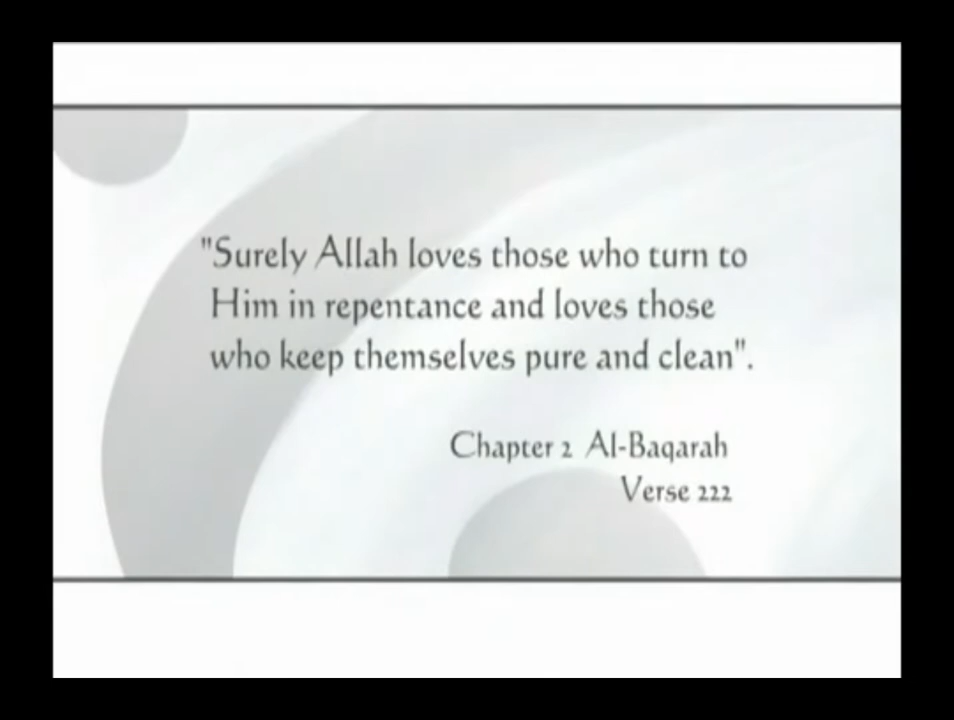 "Surely Allah loves those who turn to
Him in repentance and loves those
who keep themselves pure and clean".
Chapter 2 Al-Baqarah
Verse 222